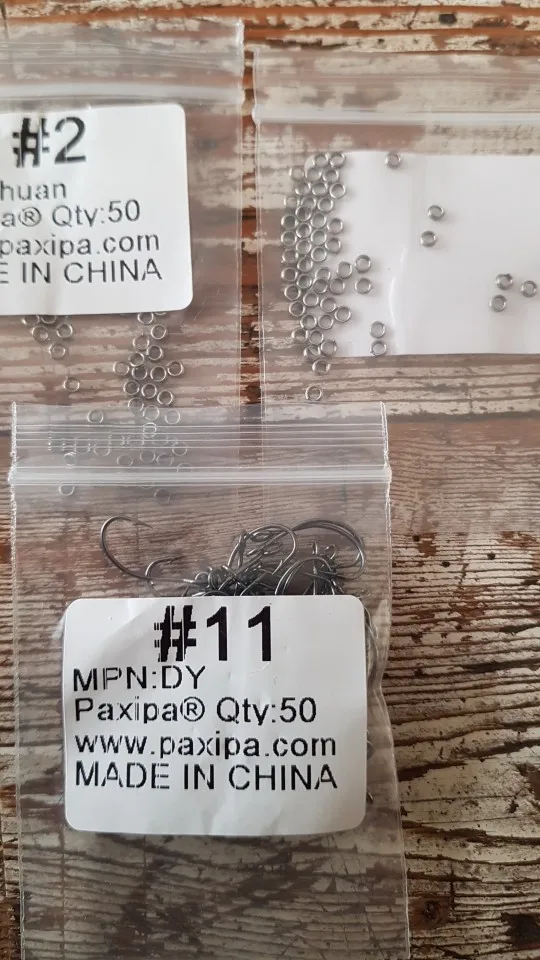 #2
huan
a® Qty:50
paxipa.com
E IN CHINA
#11
MPN:DY
Paxipa® Qty:50
www.paxipa.com
MADE IN CHINA